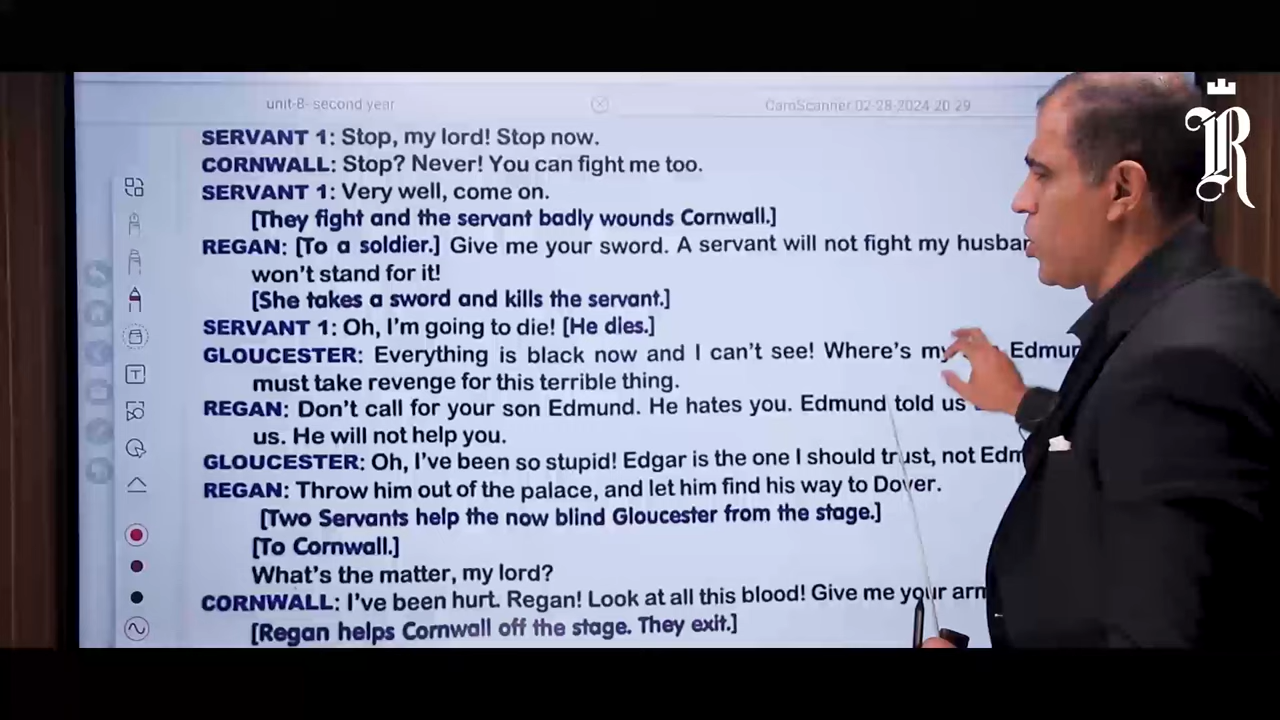 unit-8- second year CamScanner 02-28-2024 20 29
SERVANT 1: Stop, my lord! Stop now.
CORNWALL: Stop? Never! You can fight me too.
SERVANT 1: Very well, come on.
[They fight and the servant badly wounds Cornwall.]
REGAN: [To a soldier.] Give me your sword. A servant will not fight my
won't stand for it!
[She takes a sword and kills the servant.]
SERVANT 1: Oh, I'm going to die! [He dies.]
GLOUCESTER: Everything is black now and I can't see! Where's my
must take revenge for this terrible thing.
REGAN: Don't call for your son Edmund. He hates you. Edmund told us
us. He will not help you.
GLOUCESTER: Oh, I've been so stupid! Edgar is the one I should trust, not
REGAN: Throw him out of the palace, and let him find his way to Dover.
[Two Servants help the now blind Gloucester from the stage.]
[To Cornwall.]
What's the matter, my lord?
CORNWALL: I've been hurt. Regan! Look at all this blood! Give me your
[Regan helps Cornwall off the stage. They exit.]
R